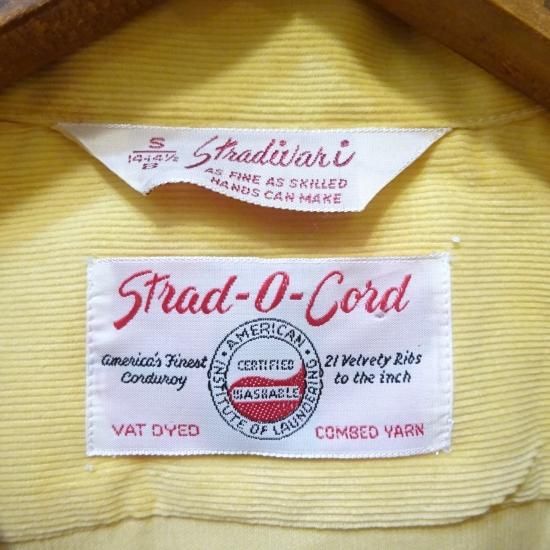 S
14-14½
B
Stradivari
AS FINE AS SKILLED
HANDS CAN MAKE
Strad-O-Cord
America's Finest
Corduroy
AMERICAN
INSTITUTE OF LAUNDERING
CERTIFIED
WASHABLE
21 Velvety Ribs
to the inch
VAT DYED
COMBED YARN